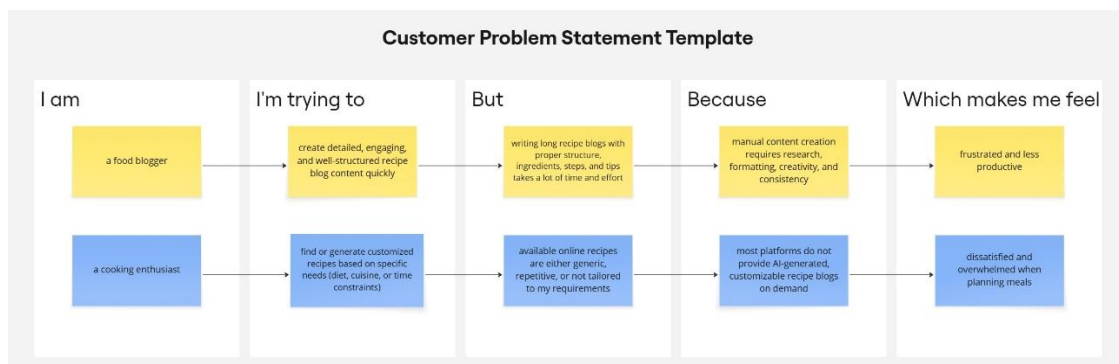 Customer Problem Statement Template
I am
I'm trying to
But
Because
Which makes me feel
a food blogger
create detailed, engaging,
and well-structured recipe
blog content quickly
writing long recipe blogs with
proper structure,
ingredients, steps, and tips
takes a lot of time and effort
manual content creation
requires research,
formatting, creativity, and
consistency
frustrated and less
productive
a cooking enthusiast
find or generate customized
recipes based on specific
needs (diet, cuisine, or time
constraints)
available online recipes
are either generic,
repetitive, or not tailored
to my requirements
most platforms do not
provide AI-generated,
customizable recipe blogs
on demand
dissatisfied and
overwhelmed when
planning meals